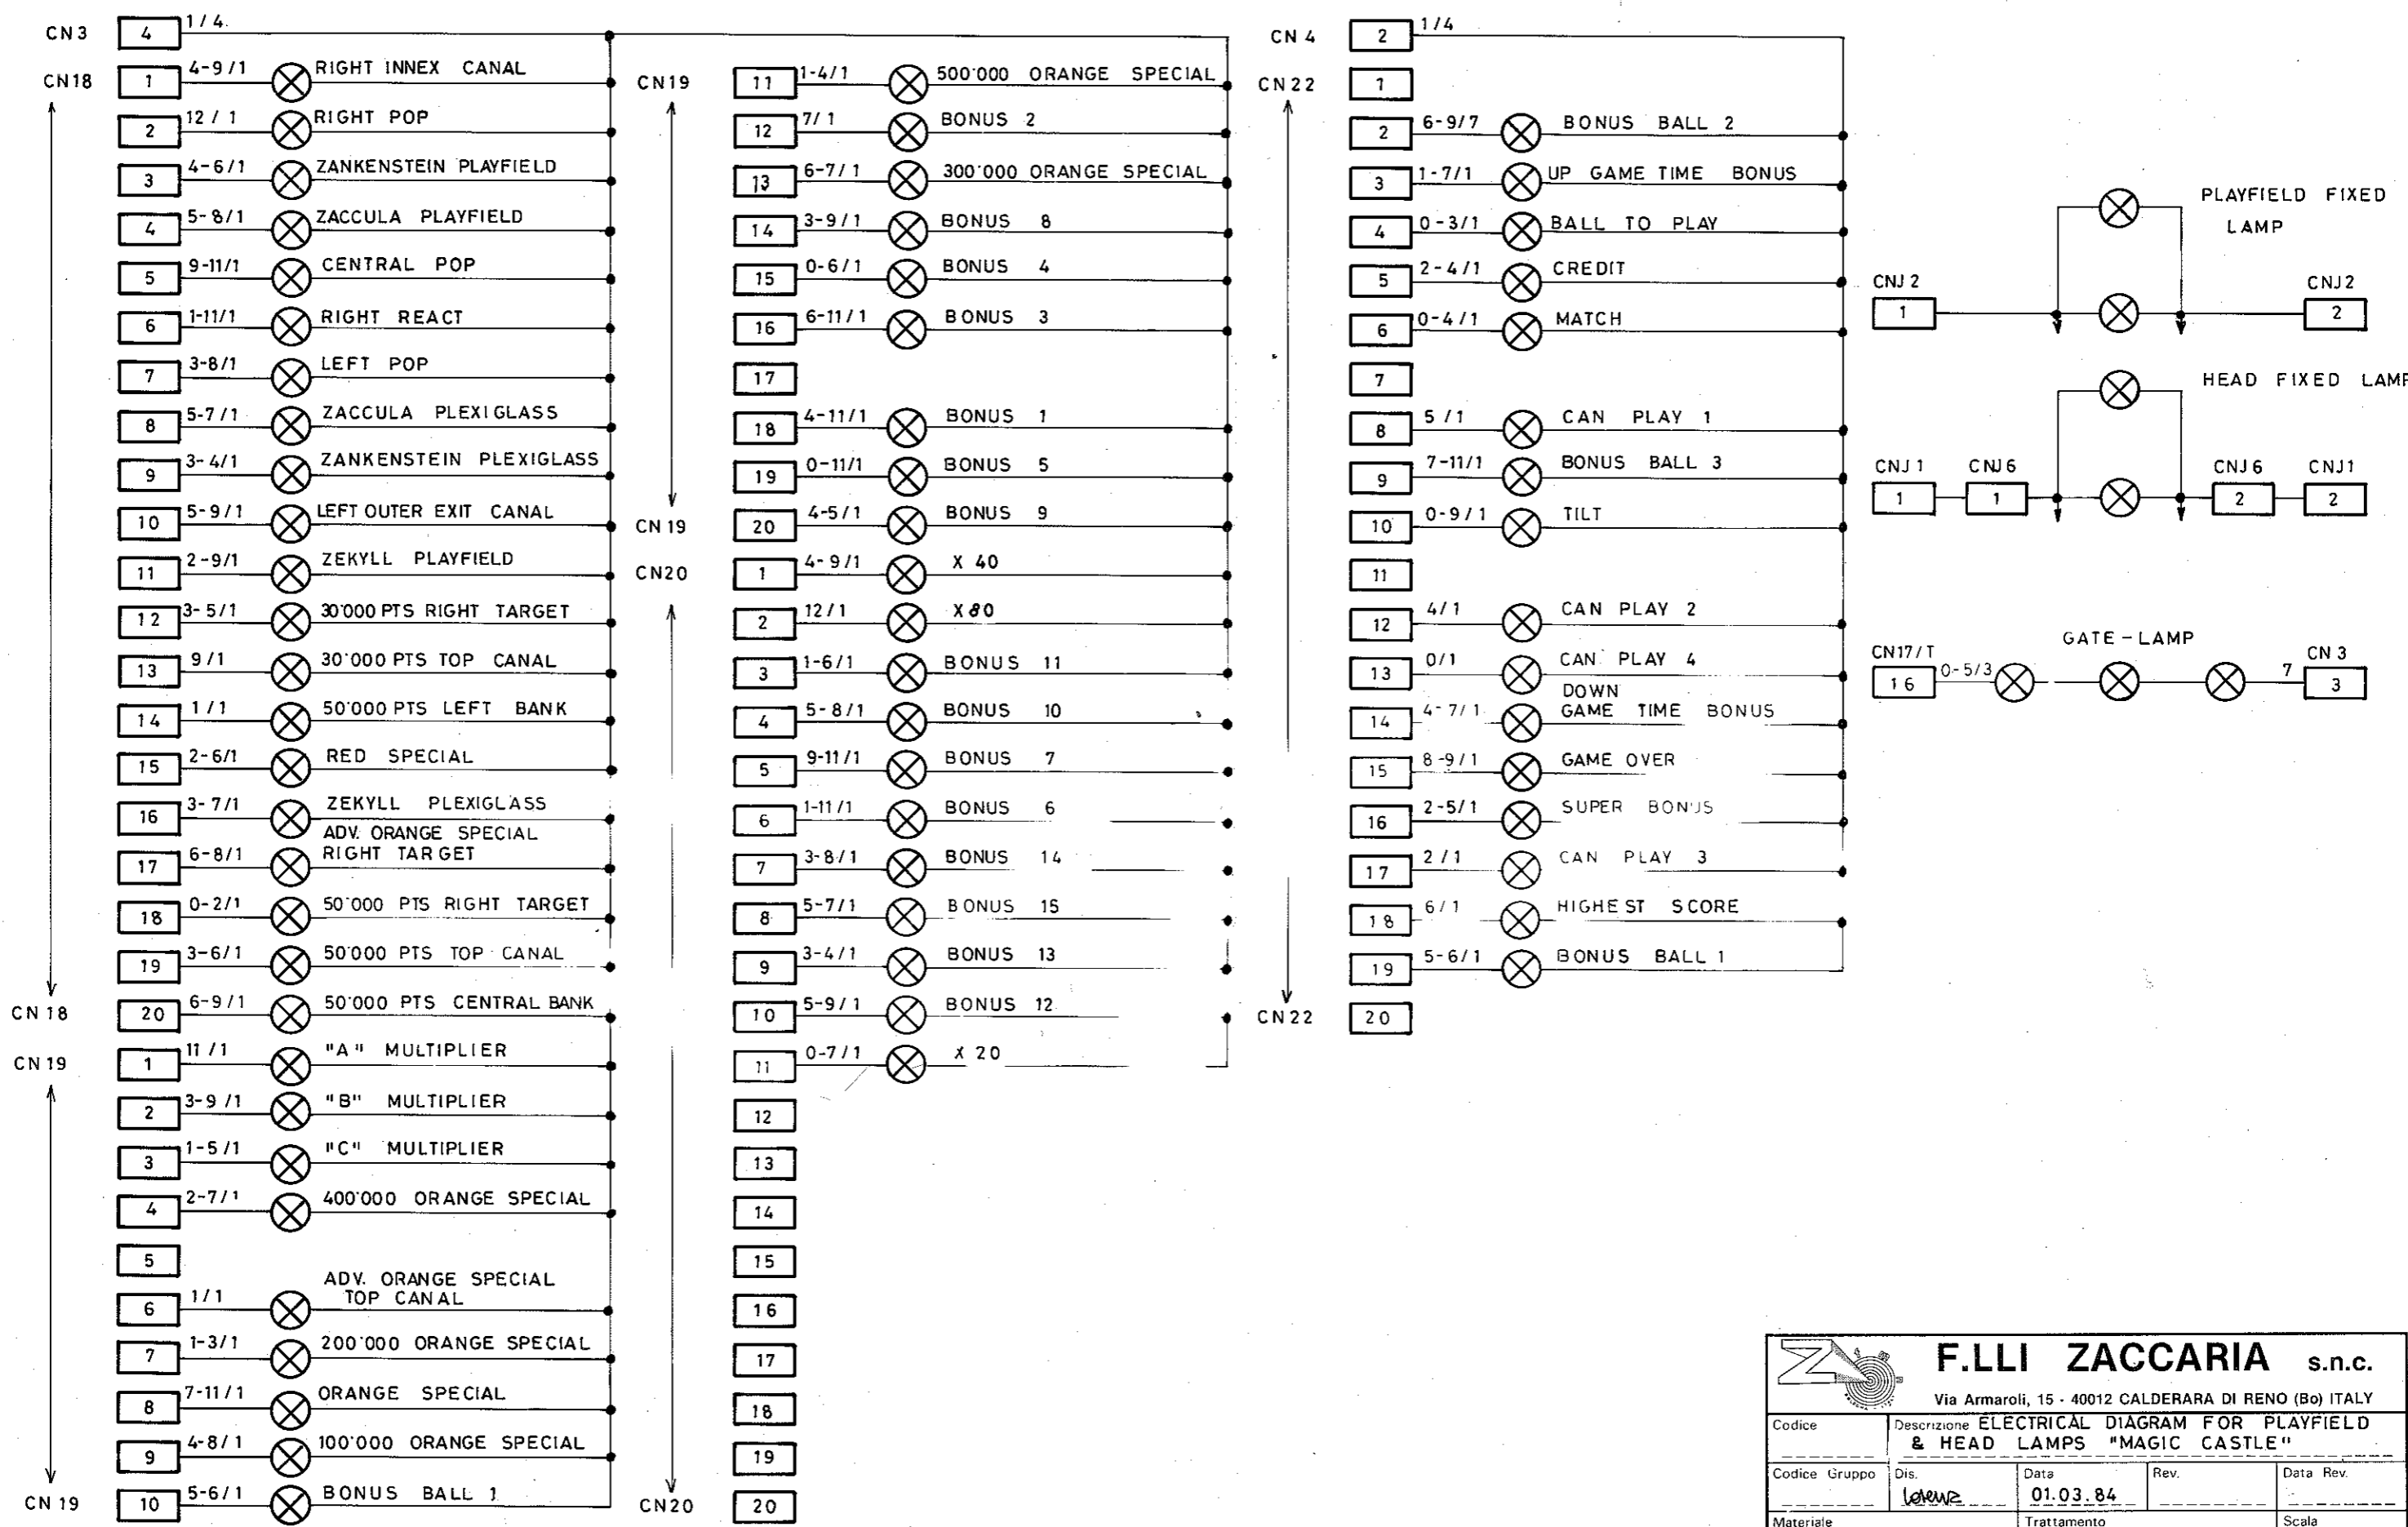 CN3 4 1/4
CN18 1 4-9/1 RIGHT INNEX CANAL
2 12/1 RIGHT POP
3 4-6/1 ZANKENSTEIN PLAYFIELD
4 5-8/1 ZACCULA PLAYFIELD
5 9-11/1 CENTRAL POP
6 1-11/1 RIGHT REACT
7 3-8/1 LEFT POP
8 5-7/1 ZACCULA PLEXIGLASS
9 3-4/1 ZANKENSTEIN PLEXIGLASS
10 5-9/1 LEFT OUTER EXIT CANAL
11 2-9/1 ZEKYLL PLAYFIELD
12 3-5/1 30'000 PTS RIGHT TARGET
13 9/1 30'000 PTS TOP CANAL
14 1/1 50'000 PTS LEFT BANK
15 2-6/1 RED SPECIAL
16 3-7/1 ZEKYLL PLEXIGLASS
ADV. ORANGE SPECIAL
17 6-8/1 RIGHT TARGET
18 0-2/1 50'000 PTS RIGHT TARGET
19 3-6/1 50'000 PTS TOP CANAL
CN18 20 6-9/1 50'000 PTS CENTRAL BANK
CN19 1 11/1 "A" MULTIPLIER
2 3-9/1 "B" MULTIPLIER
3 1-5/1 "C" MULTIPLIER
4 2-7/1 400'000 ORANGE SPECIAL
5
ADV. ORANGE SPECIAL
6 1/1 TOP CANAL
7 1-3/1 200'000 ORANGE SPECIAL
8 7-11/1 ORANGE SPECIAL
9 4-8/1 100'000 ORANGE SPECIAL
CN19 10 5-6/1 BONUS BALL 1
CN19 11 1-4/1 500'000 ORANGE SPECIAL
12 7/1 BONUS 2
13 6-7/1 300'000 ORANGE SPECIAL
14 3-9/1 BONUS 8
15 0-6/1 BONUS 4
16 6-11/1 BONUS 3
17
18 4-11/1 BONUS 1
19 0-11/1 BONUS 5
CN19 20 4-5/1 BONUS 9
CN20 1 4-9/1 X 40
2 12/1 X80
3 1-6/1 BONUS 11
4 5-8/1 BONUS 10
5 9-11/1 BONUS 7
6 1-11/1 BONUS 6
7 3-8/1 BONUS 14
8 5-7/1 BONUS 15
9 3-4/1 BONUS 13
10 5-9/1 BONUS 12
11 0-7/1 X 20
12
13
14
15
16
17
18
19
CN20 20
CN4 2 1/4
CN22 1
2 6-9/7 BONUS BALL 2
3 1-7/1 UP GAME TIME BONUS
4 0-3/1 BALL TO PLAY
5 2-4/1 CREDIT
6 0-4/1 MATCH
7
8 5/1 CAN PLAY 1
9 7-11/1 BONUS BALL 3
10 0-9/1 TILT
11
12 4/1 CAN PLAY 2
13 0/1 CAN PLAY 4
DOWN
14 4-7/1 GAME TIME BONUS
15 8-9/1 GAME OVER
16 2-5/1 SUPER BONUS
17 2/1 CAN PLAY 3
18 6/1 HIGHEST SCORE
19 5-6/1 BONUS BALL 1
CN22 20
PLAYFIELD FIXED
LAMP
CNJ2 CNJ2
1 2
HEAD FIXED LAMP
CNJ1 CNJ6 CNJ6 CNJ1
1 1 2 2
GATE-LAMP
CN17/T CN3
16 0-5/3 7 3
F.LLI ZACCARIA s.n.c.
Via Armaroli, 15 - 40012 CALDERARA DI RENO (Bo) ITALY
Codice Descrizione ELECTRICAL DIAGRAM FOR PLAYFIELD
& HEAD LAMPS "MAGIC CASTLE"
Codice Gruppo Dis. Data Rev. Data Rev.
01.03.84
Materiale Trattamento Scala